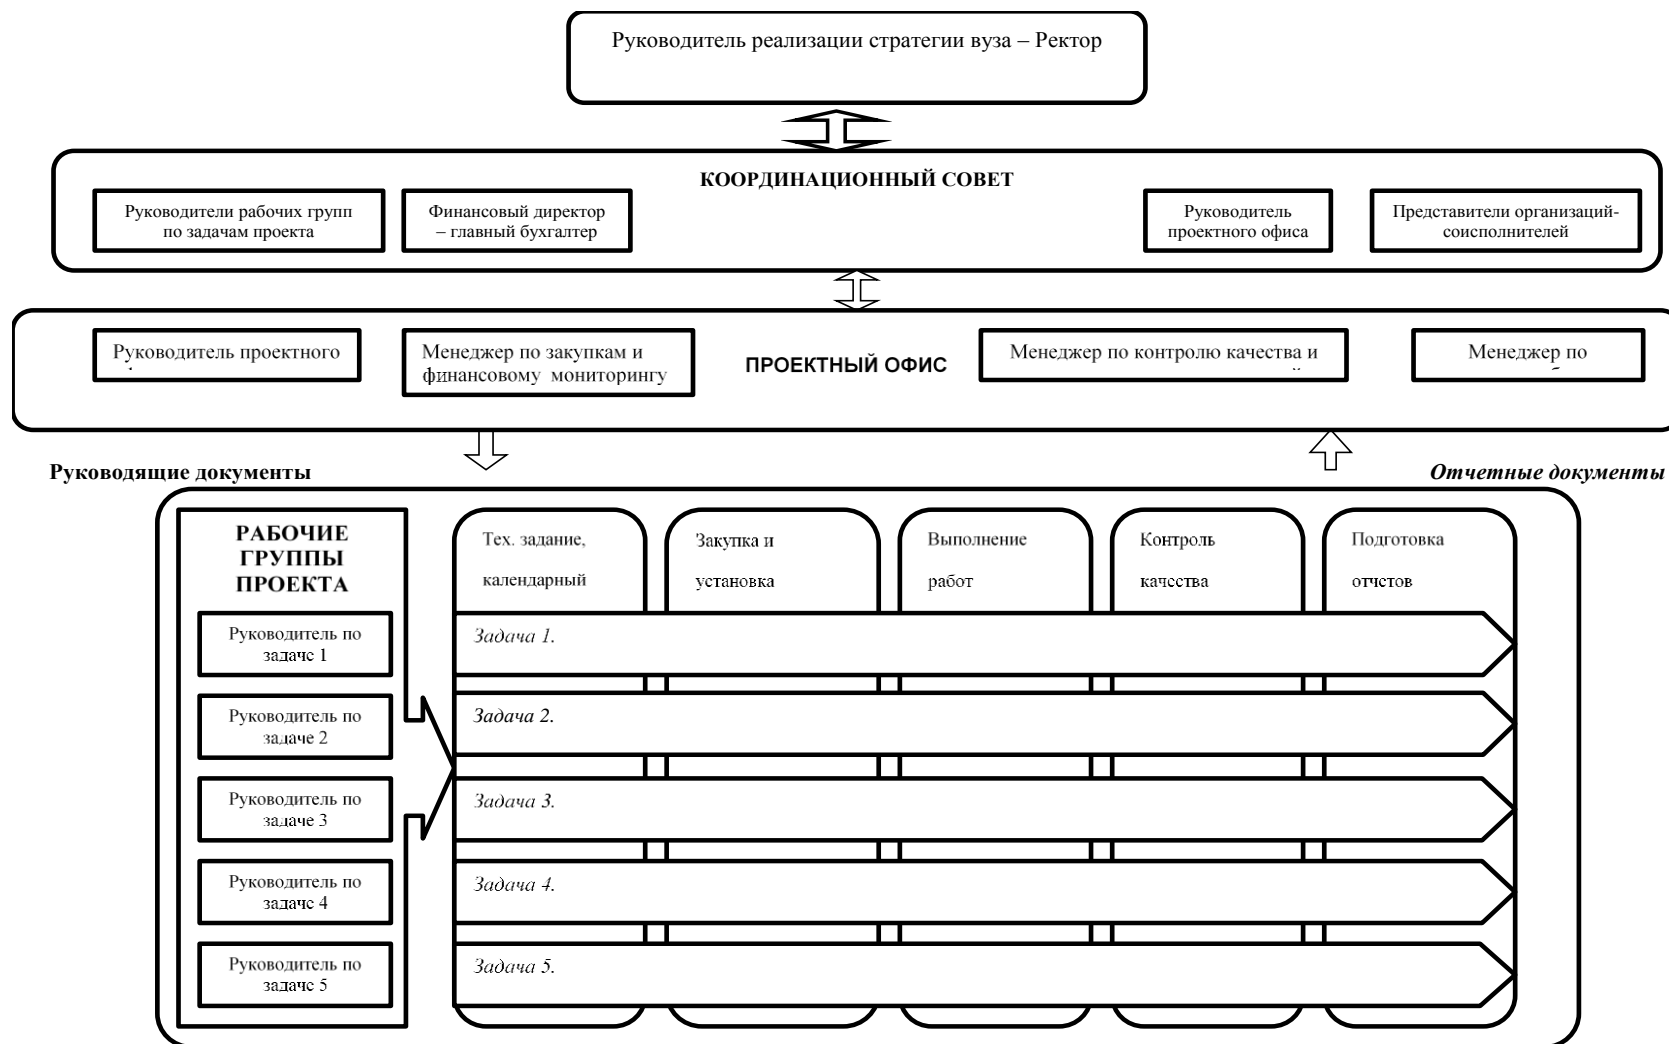 Руководитель реализации стратегии вуза – Ректор
КООРДИНАЦИОННЫЙ СОВЕТ
Руководители рабочих групп
по задачам проекта
Финансовый директор
– главный бухгалтер
Руководитель
проектного офиса
Представители организаций-
соисполнителей
Руководитель проектного
Менеджер по закупкам и
финансовому мониторингу
ПРОЕКТНЫЙ ОФИС
Менеджер по контролю качества и
Менеджер по
Руководящие документы
Отчетные документы
РАБОЧИЕ
ГРУППЫ
ПРОЕКТА
Руководитель по
задаче 1
Руководитель по
задаче 2
Руководитель по
задаче 3
Руководитель по
задаче 4
Руководитель по
задаче 5
Тех. задание,
календарный
Закупка и
установка
Выполнение
работ
Контроль
качества
Подготовка
отчетов
Задача 1.
Задача 2.
Задача 3.
Задача 4.
Задача 5.